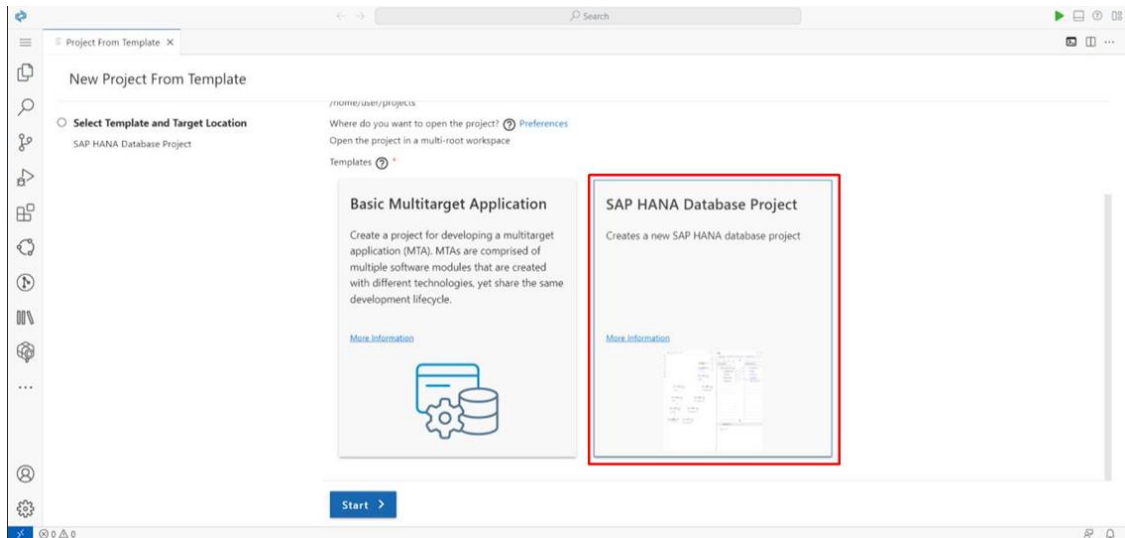 Search
Project From Template
New Project From Template
/home/user/projects
Select Template and Target Location
SAP HANA Database Project
Where do you want to open the project? Preferences
Open the project in a multi-root workspace
Templates *
Basic Multitarget Application
Create a project for developing a multitarget
application (MTA). MTAs are comprised of
multiple software modules that are created
with different technologies, yet share the same
development lifecycle.
More Information
SAP HANA Database Project
Creates a new SAP HANA database project
More Information
Start
0 0